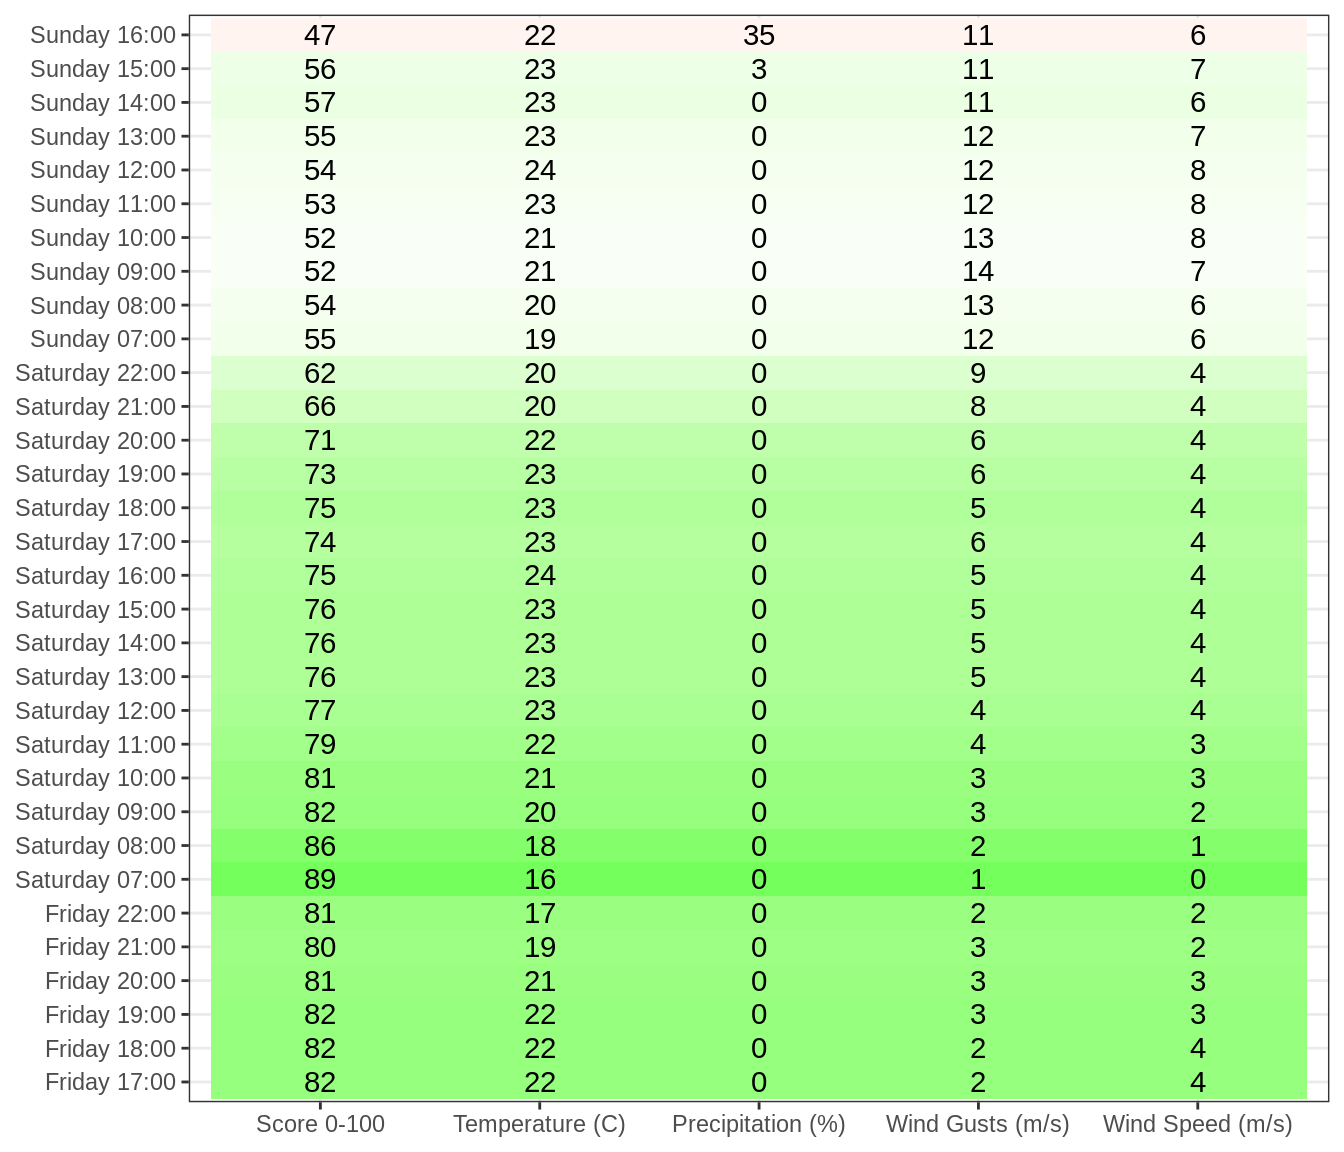 Sunday 16:00 47 22 35 11 6
Sunday 15:00 56 23 3 11 7
Sunday 14:00 57 23 0 11 6
Sunday 13:00 55 23 0 12 7
Sunday 12:00 54 24 0 12 8
Sunday 11:00 53 23 0 12 8
Sunday 10:00 52 21 0 13 8
Sunday 09:00 52 21 0 14 7
Sunday 08:00 54 20 0 13 6
Sunday 07:00 55 19 0 12 6
Saturday 22:00 62 20 0 9 4
Saturday 21:00 66 20 0 8 4
Saturday 20:00 71 22 0 6 4
Saturday 19:00 73 23 0 6 4
Saturday 18:00 75 23 0 5 4
Saturday 17:00 74 23 0 6 4
Saturday 16:00 75 24 0 5 4
Saturday 15:00 76 23 0 5 4
Saturday 14:00 76 23 0 5 4
Saturday 13:00 76 23 0 5 4
Saturday 12:00 77 23 0 4 4
Saturday 11:00 79 22 0 4 3
Saturday 10:00 81 21 0 3 3
Saturday 09:00 82 20 0 3 2
Saturday 08:00 86 18 0 2 1
Saturday 07:00 89 16 0 1 0
Friday 22:00 81 17 0 2 2
Friday 21:00 80 19 0 3 2
Friday 20:00 81 21 0 3 3
Friday 19:00 82 22 0 3 3
Friday 18:00 82 22 0 2 4
Friday 17:00 82 22 0 2 4
Score 0-100 Temperature (C) Precipitation (%) Wind Gusts (m/s) Wind Speed (m/s)